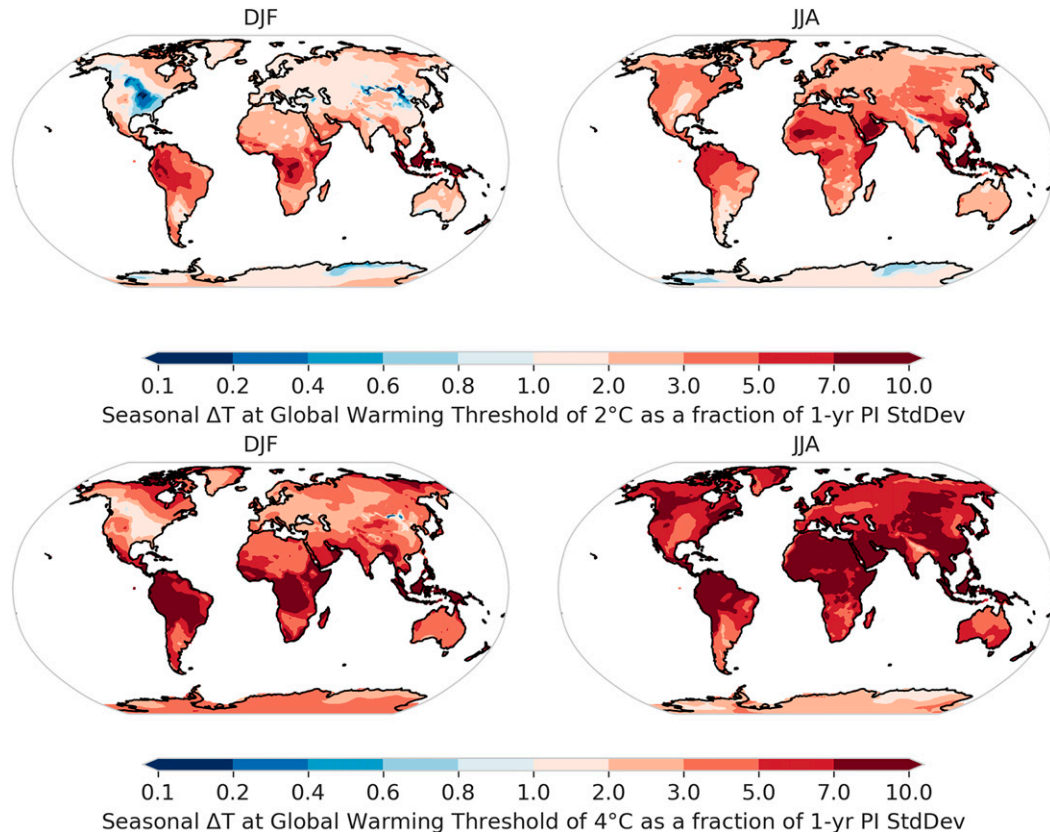 DJF JJA
0.1 0.2 0.4 0.6 0.8 1.0 2.0 3.0 5.0 7.0 10.0
Seasonal ΔT at Global Warming Threshold of 2°C as a fraction of 1-yr PI StdDev
DJF JJA
0.1 0.2 0.4 0.6 0.8 1.0 2.0 3.0 5.0 7.0 10.0
Seasonal ΔT at Global Warming Threshold of 4°C as a fraction of 1-yr PI StdDev